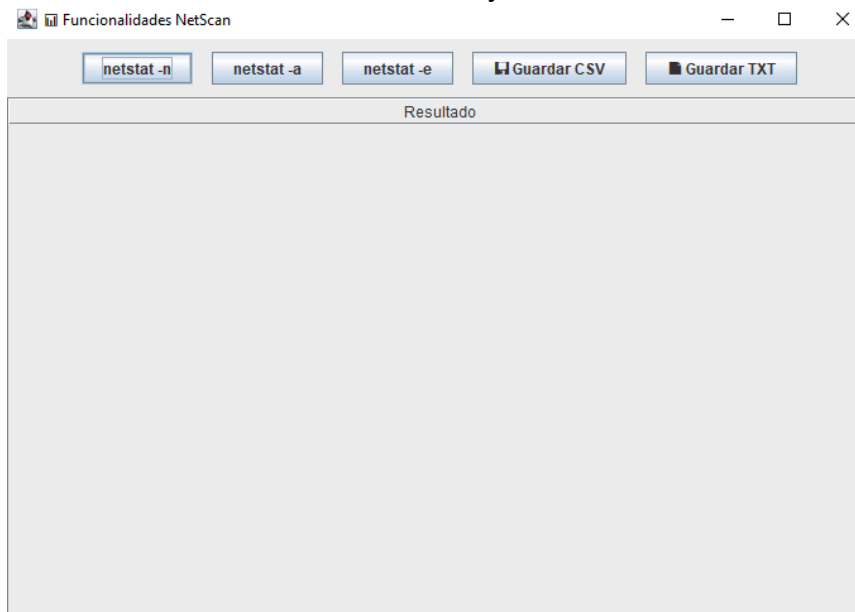 Funcionalidades NetScan
netstat -n netstat -a netstat -e Guardar CSV Guardar TXT
Resultado